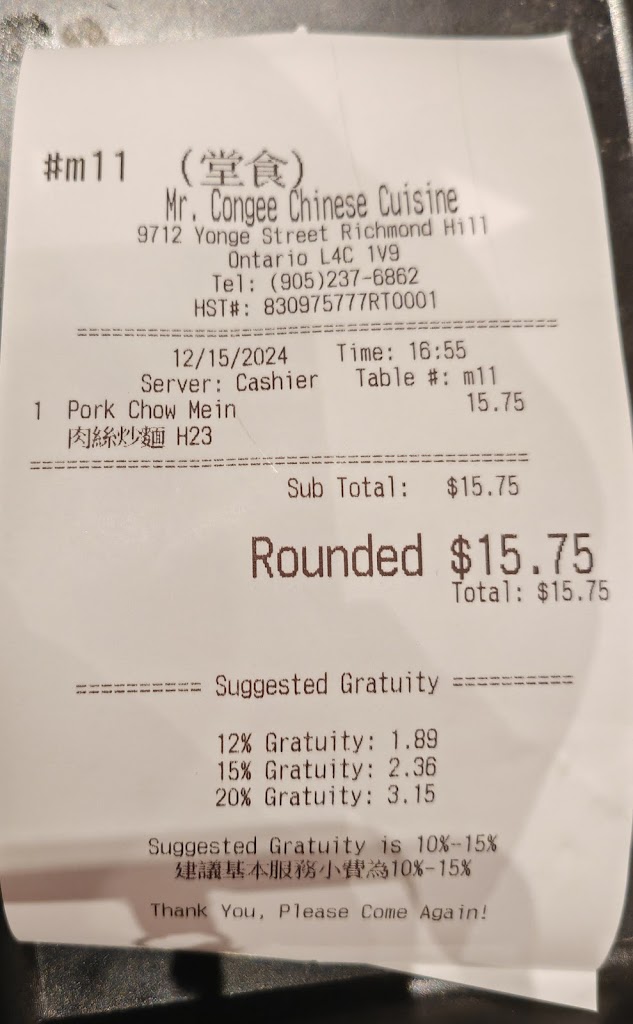 #m11 (堂食)
Mr. Congee Chinese Cuisine
9712 Yonge Street Richmond Hill
Ontario L4C 1V9
Tel: (905)237-6862
HST#: 830975777RT0001
12/15/2024 Time: 16:55
Server: Cashier Table #: m11
1 Pork Chow Mein 15.75
肉絲炒麵 H23
Sub Total: $15.75
Rounded $15.75
Total: $15.75
========== Suggested Gratuity ==========
12% Gratuity: 1.89
15% Gratuity: 2.36
20% Gratuity: 3.15
Suggested Gratuity is 10%-15%
建議基本服務小費為10%-15%
Thank You, Please Come Again!